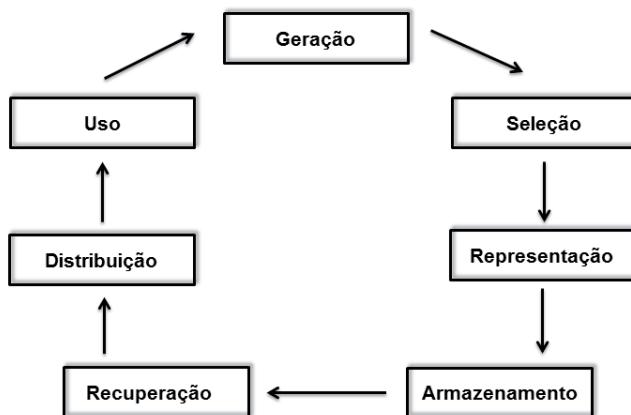 Geração
Uso
Seleção
Distribuição
Representação
Recuperação
Armazenamento